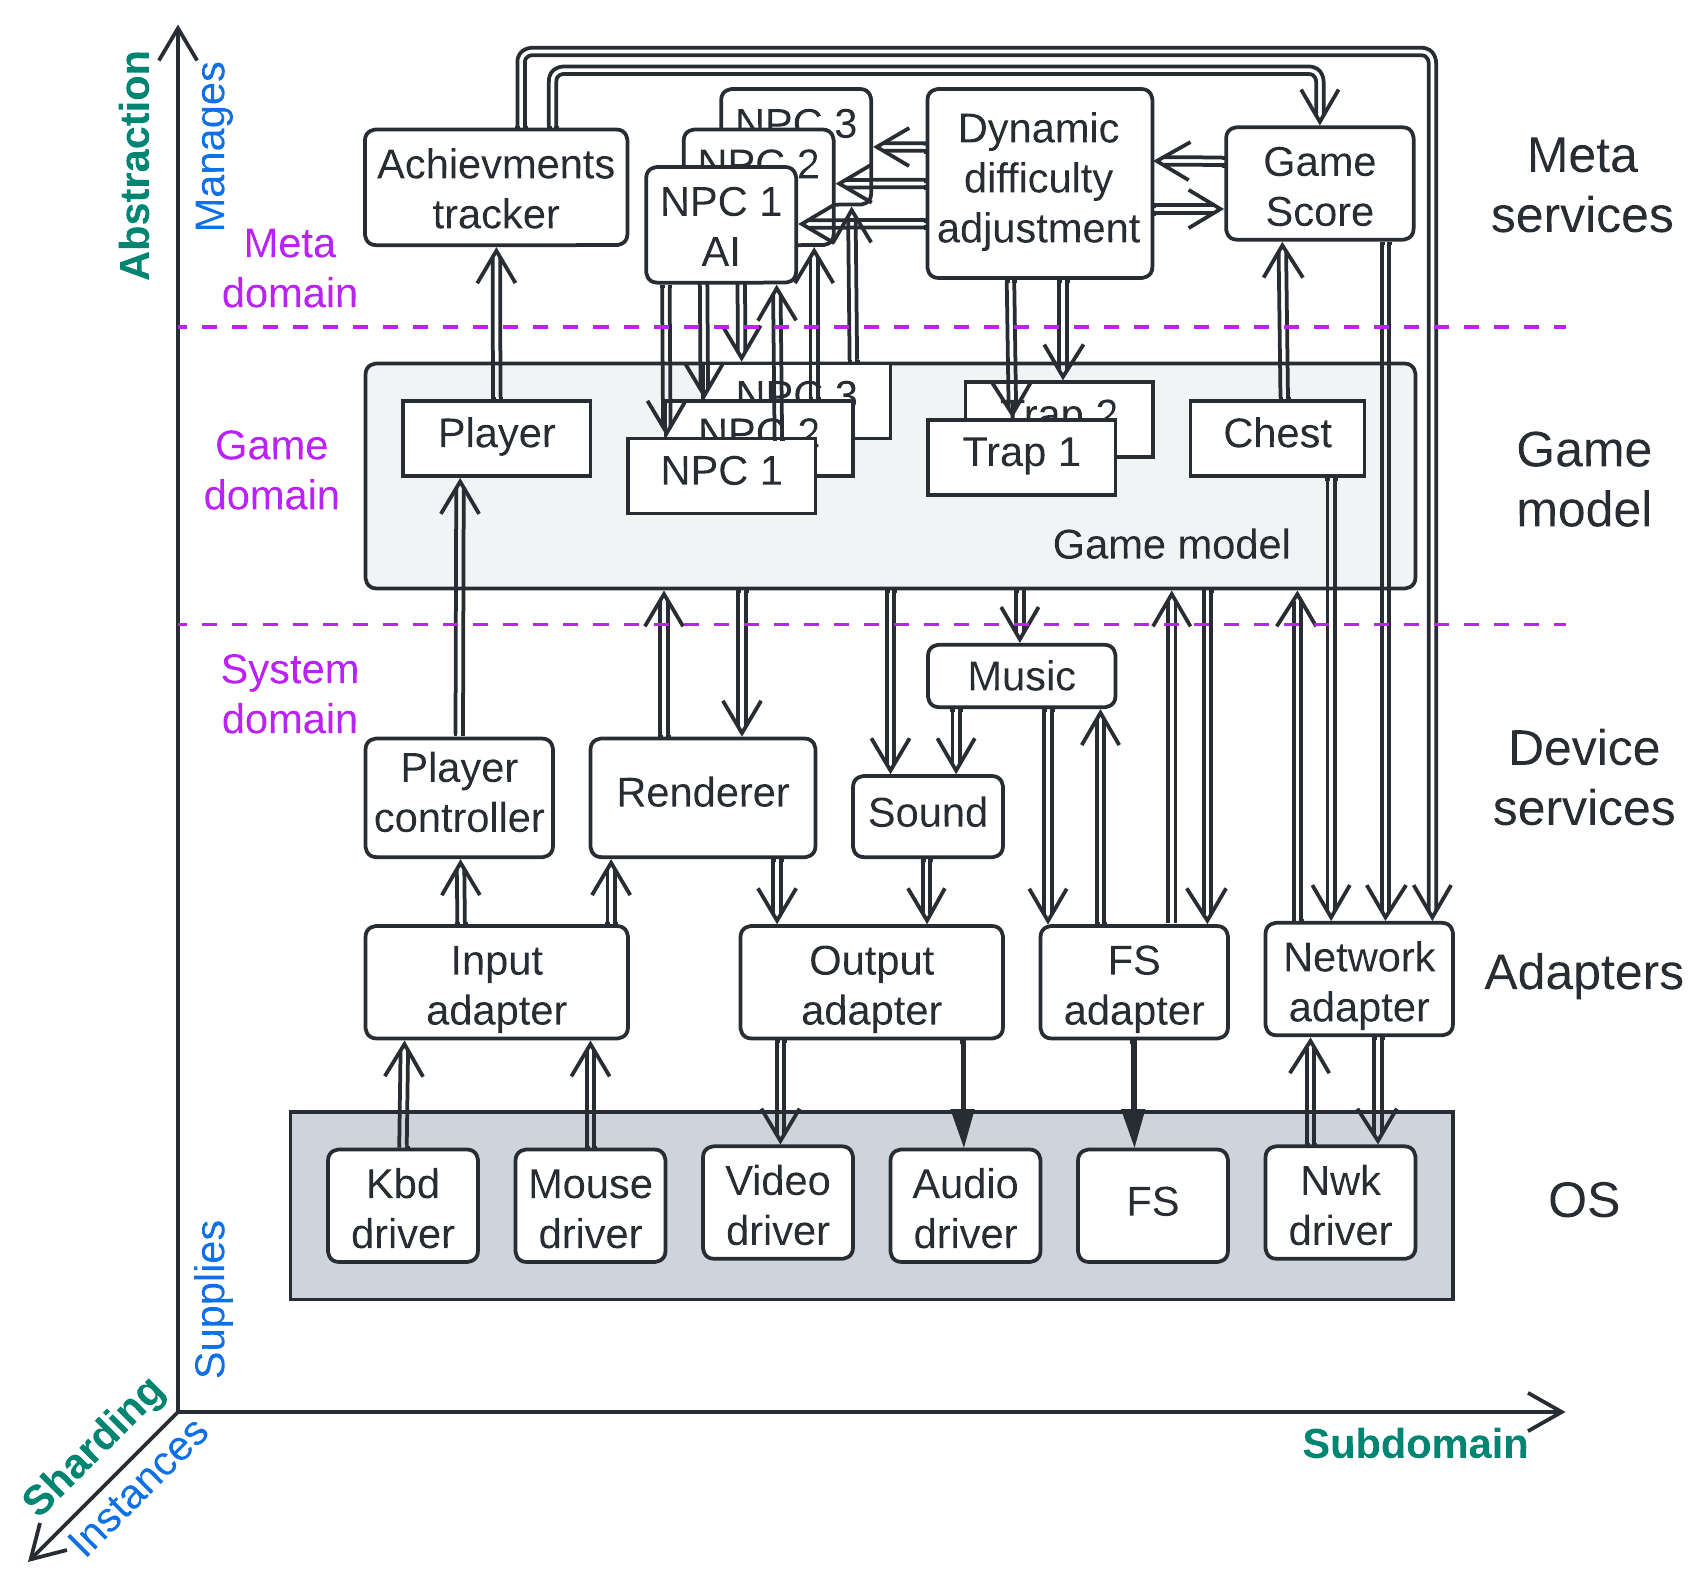 Abstraction
Manages
Meta
domain
Achievments
tracker
NPC 3
NPC 2
NPC 1
AI
Dynamic
difficulty
adjustment
Game
Score
Meta
services
Game
domain
Player
NPC 3
NPC 2
NPC 1
Trap 2
Trap 1
Chest
Game model
Game
model
System
domain
Player
controller
Renderer
Music
Sound
Device
services
Input
adapter
Output
adapter
FS
adapter
Network
adapter
Adapters
Kbd
driver
Mouse
driver
Video
driver
Audio
driver
FS
Nwk
driver
OS
Supplies
Sharding
Instances
Subdomain